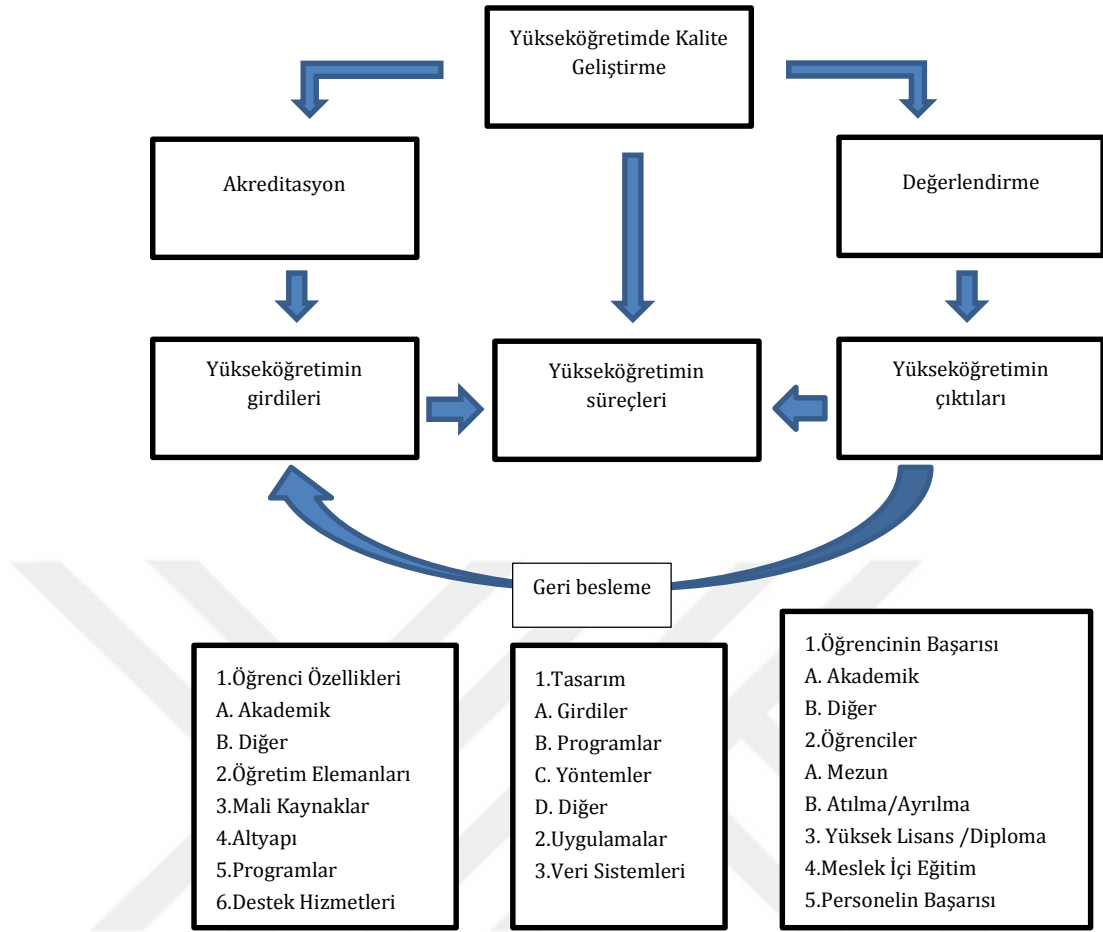 Yükseköğretimde Kalite
Geliştirme
Akreditasyon
Değerlendirme
Yükseköğretimin
girdileri
Yükseköğretimin
süreçleri
Yükseköğretimin
çıktıları
Geri besleme
1.Öğrenci Özellikleri
A. Akademik
B. Diğer
2.Öğretim Elemanları
3.Mali Kaynaklar
4.Altyapı
5.Programlar
6.Destek Hizmetleri
1.Tasarım
A. Girdiler
B. Programlar
C. Yöntemler
D. Diğer
2.Uygulamalar
3.Veri Sistemleri
1.Öğrencinin Başarısı
A. Akademik
B. Diğer
2.Öğrenciler
A. Mezun
B. Atılma/Ayrılma
3. Yüksek Lisans /Diploma
4.Meslek İçi Eğitim
5.Personelin Başarısı